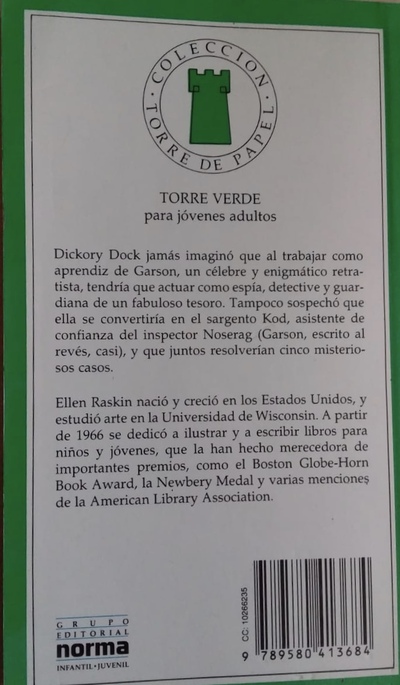 COLECCION
TORRE DE PAPEL
TORRE VERDE
para jóvenes adultos
Dickory Dock jamás imaginó que al trabajar como
aprendiz de Garson, un célebre y enigmático retra-
tista, tendría que actuar como espía, detective y guar-
diana de un fabuloso tesoro. Tampoco sospechó que
ella se convertiría en el sargento Kod, asistente de
confianza del inspector Noserag (Garson, escrito al
revés, casi), y que juntos resolverían cinco misterio-
sos casos.
Ellen Raskin nació y creció en los Estados Unidos, y
estudió arte en la Universidad de Wisconsin. A partir
de 1966 se dedicó a ilustrar y a escribir libros para
niños y jóvenes, que la han hecho merecedora de
importantes premios, como el Boston Globe-Horn
Book Award, la Newbery Medal y varias menciones
de la American Library Association.
CC: 10266235
GRUPO
EDITORIAL
norma
INFANTIL-JUVENIL
9 789580 413684